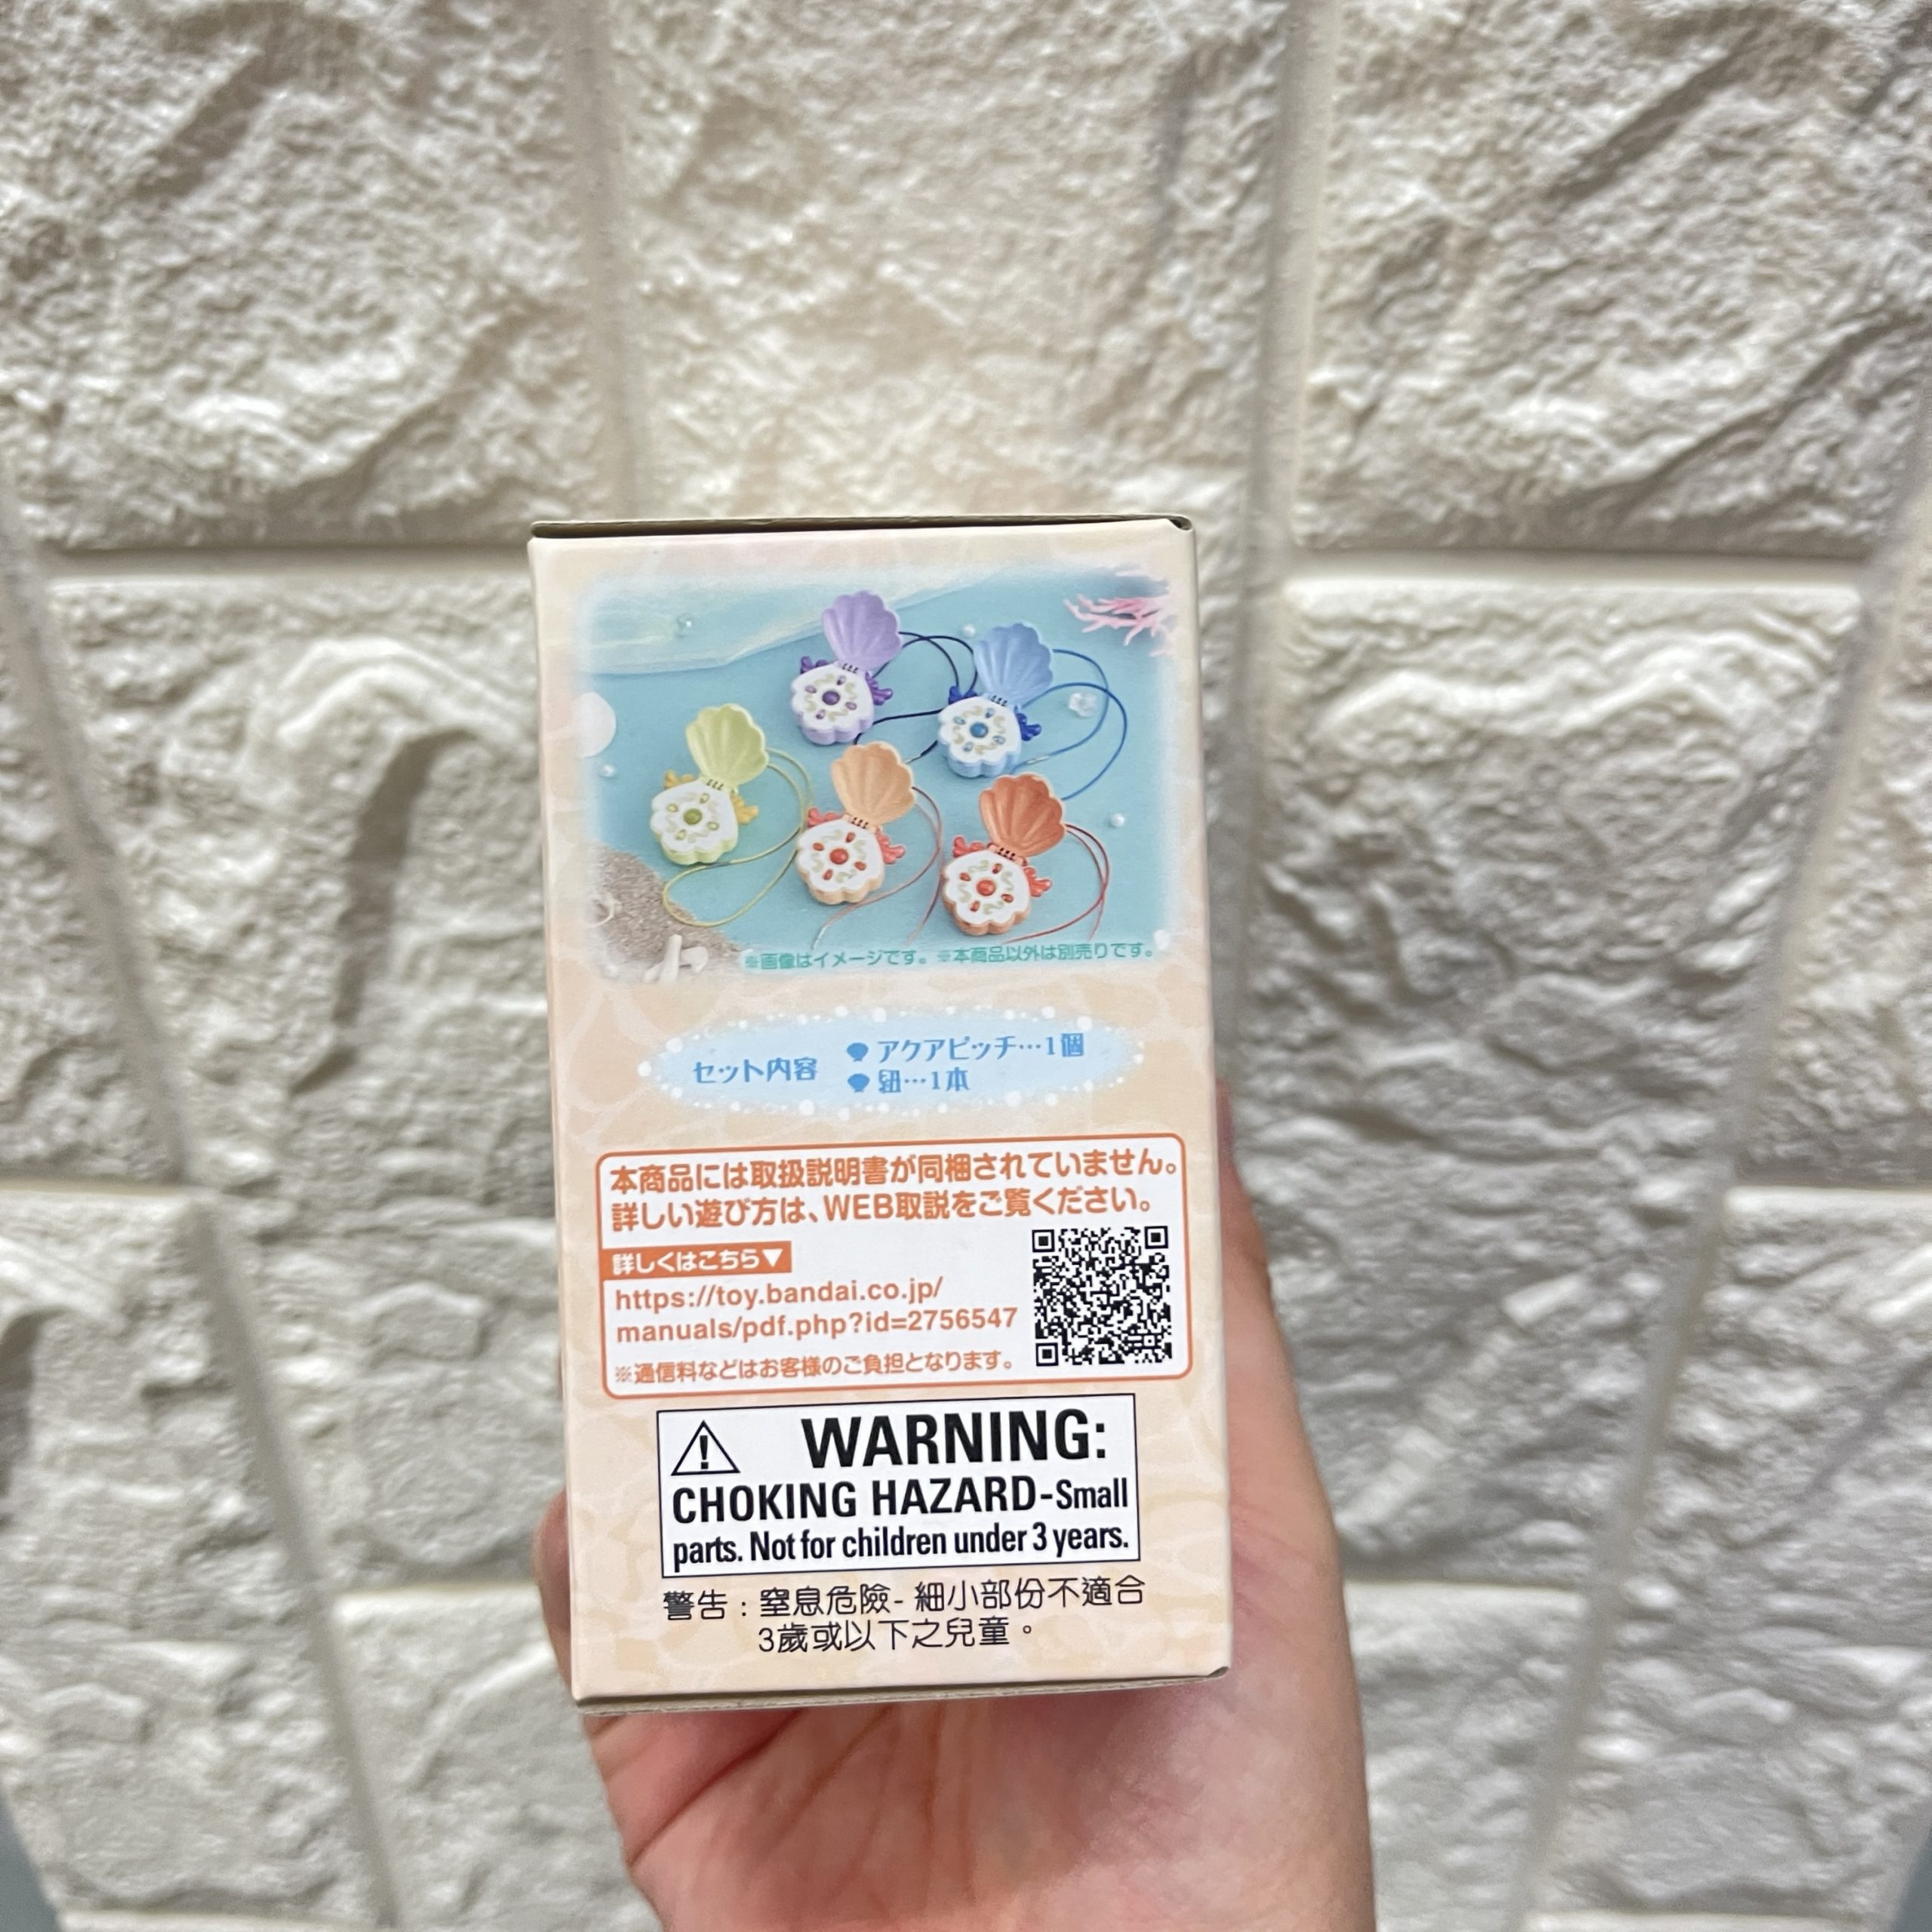 ※画像はイメージです。※本商品以外は別売りです。
セット内容
アクアピッチ…1個
紐…1本
本商品には取扱説明書が同梱されていません。
詳しい遊び方は、WEB取説をご覧ください。
詳しくはこちら▼
https://toy.bandai.co.jp/
manuals/pdf.php?id=2756547
※通信料などはお客様のご負担となります。
WARNING:
CHOKING HAZARD-Small
parts. Not for children under 3 years.
警告：窒息危險-細小部份不適合
3歲或以下之兒童。